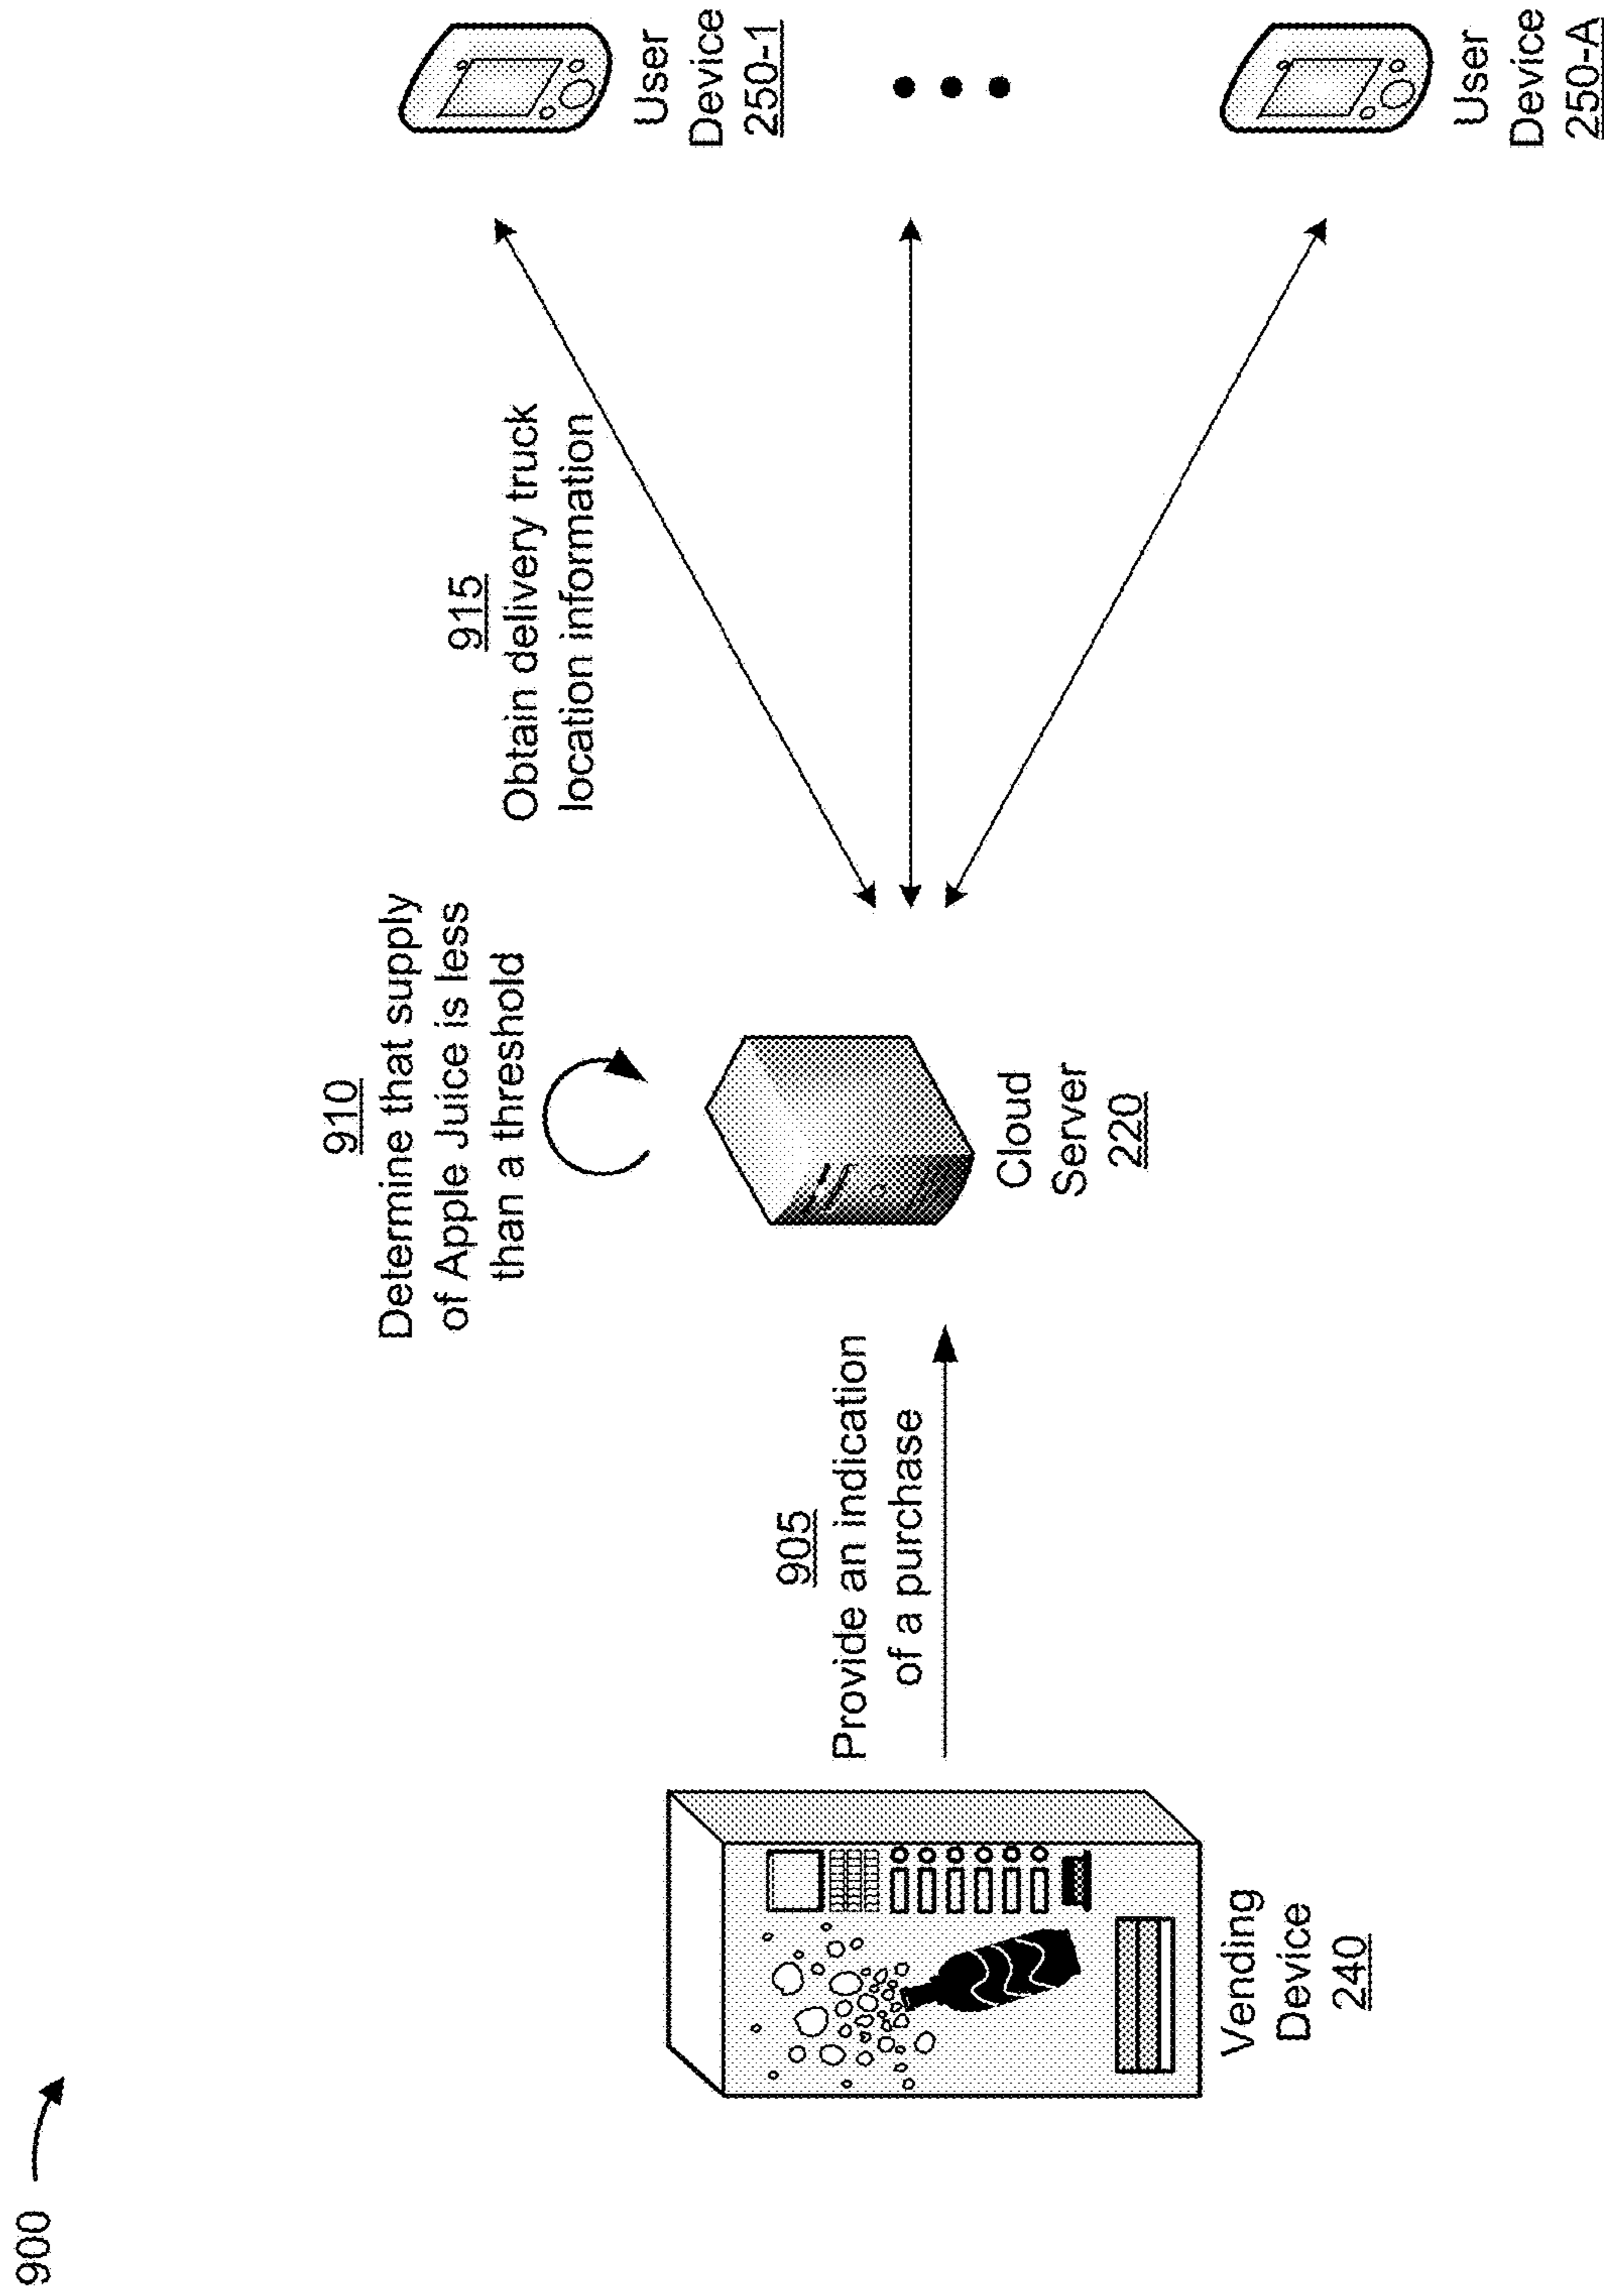 900
905
Provide an indication
of a purchase
Vending
Device
240
910
Determine that supply
of Apple Juice is less
than a threshold
Cloud
Server
220
915
Obtain delivery truck
location information
User
Device
250-1
User
Device
250-A